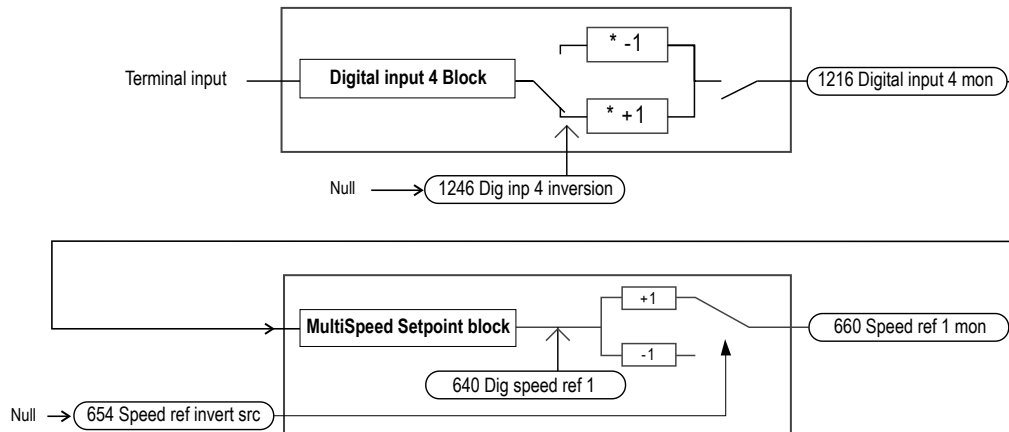 * -1
Terminal input
Digital input 4 Block
1216 Digital input 4 mon
* +1
Null
1246 Dig inp 4 inversion
+1
MultiSpeed Setpoint block
660 Speed ref 1 mon
-1
640 Dig speed ref 1
Null
654 Speed ref invert src